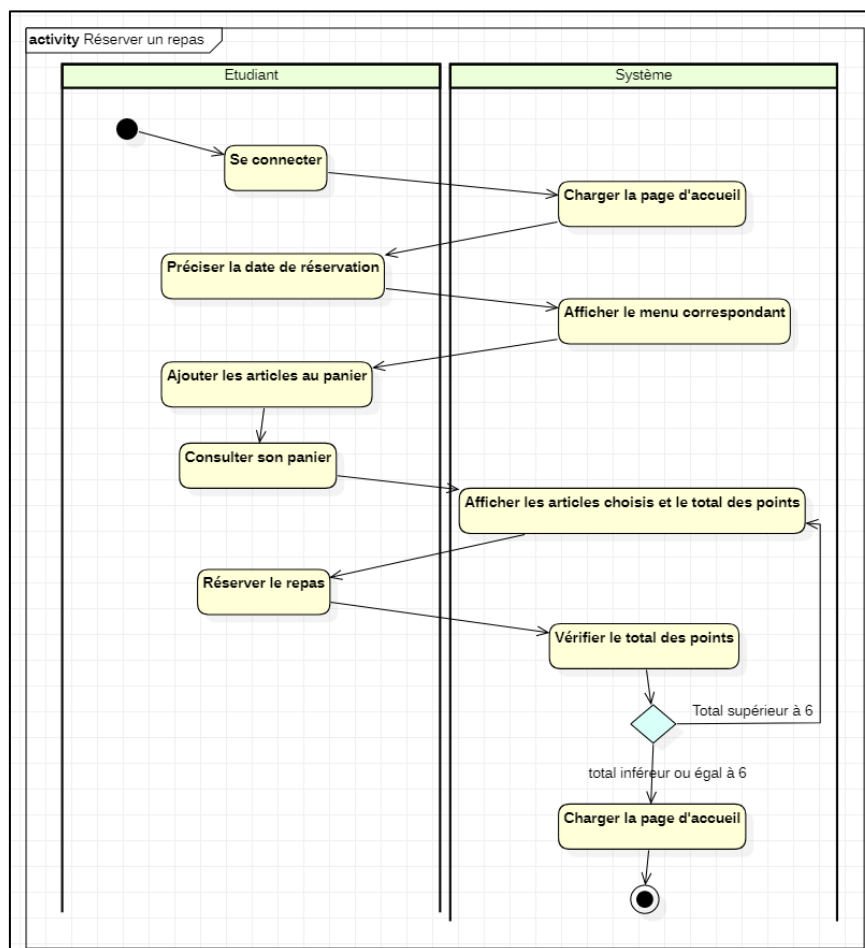 activity Réserver un repas
Etudiant
Système
Se connecter
Charger la page d'accueil
Préciser la date de réservation
Afficher le menu correspondant
Ajouter les articles au panier
Consulter son panier
Afficher les articles choisis et le total des points
Réserver le repas
Vérifier le total des points
Total supérieur à 6
total inféreur ou égal à 6
Charger la page d'accueil